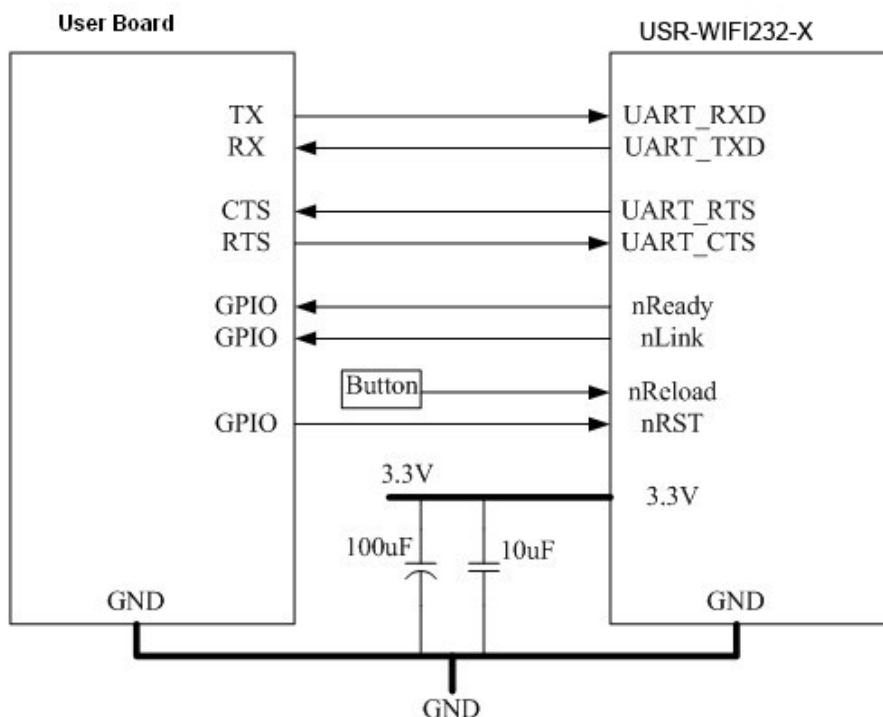 User Board USR-WIFI232-X
TX UART_RXD
RX UART_TXD
CTS UART_RTS
RTS UART_CTS
GPIO nReady
GPIO nLink
Button nReload
GPIO nRST
3.3V 3.3V
100uF 10uF
GND GND
GND